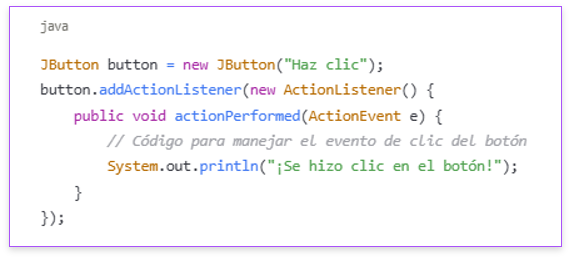 java
JButton button = new JButton("Haz clic");
button.addActionListener(new ActionListener() {
    public void actionPerformed(ActionEvent e) {
        // Código para manejar el evento de clic del botón
        System.out.println("¡Se hizo clic en el botón!");
    }
});